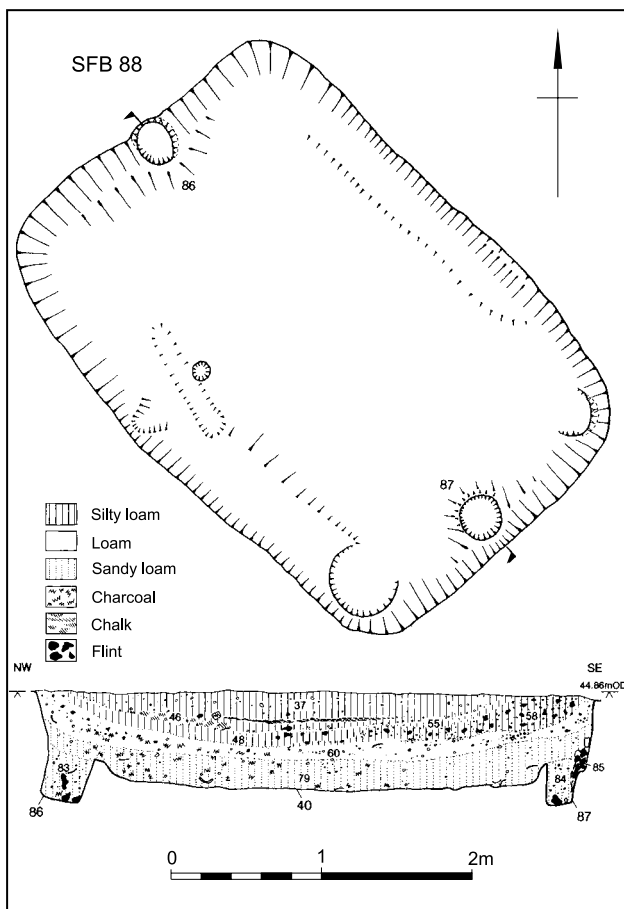 SFB 88
86
87
Silty loam
Loam
Sandy loam
Charcoal
Chalk
Flint
NW
SE
44.86mOD
37
46
55
58
48
60
83
79
84
85
86
40
87
0 1 2m